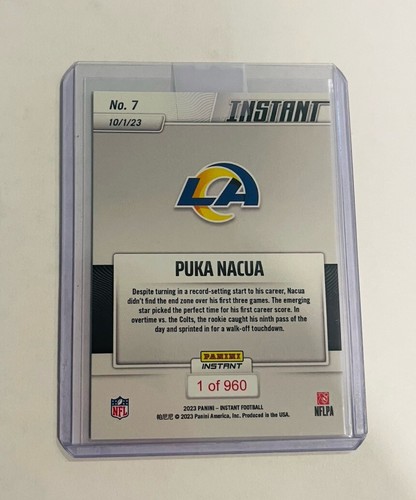 No. 7
10/1/23
INSTANT
LA
PUKA NACUA
Despite turning in a record-setting start to his career, Nacua
didn't find the end zone over his first three games. The emerging
star picked the perfect time for his first career score. In
overtime vs. the Colts, the rookie caught his ninth pass of the
day and sprinted in for a walk-off touchdown.
PANINI
INSTANT
1 of 960
NFL
NFLPA
2023 PANINI – INSTANT FOOTBALL
帕尼尼 © 2023 Panini America, Inc. Produced in the USA.